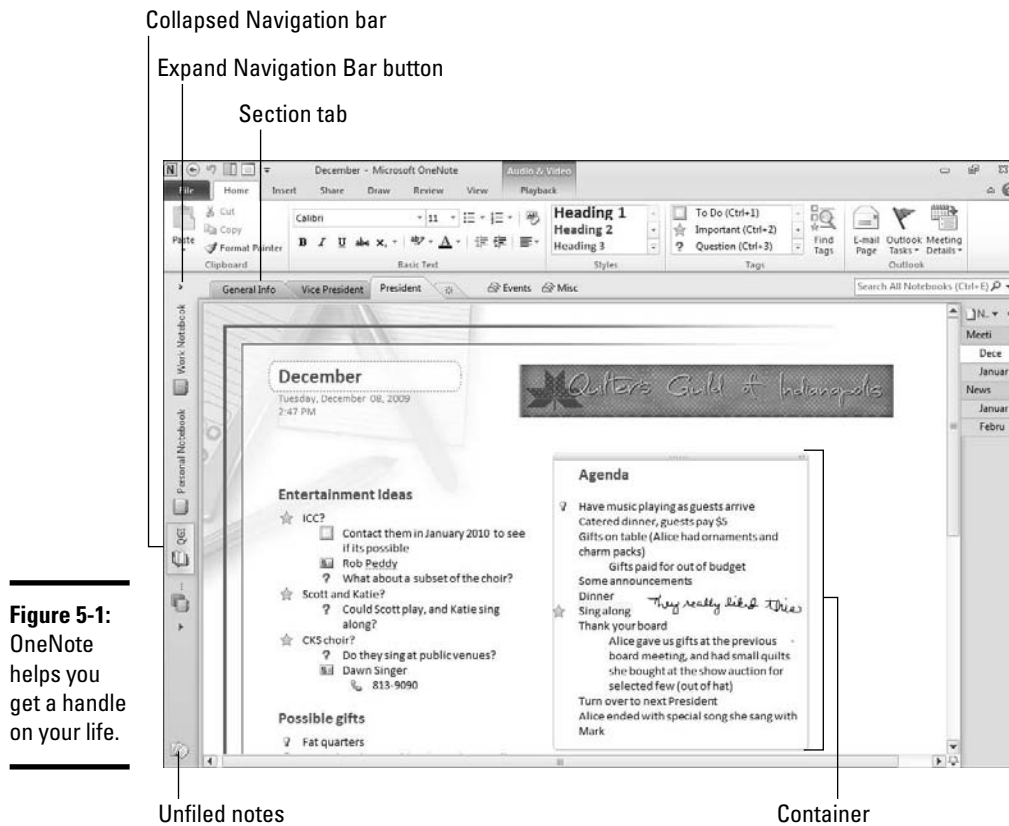 Collapsed Navigation bar
Expand Navigation Bar button
Section tab
December - Microsoft OneNote
Audio & Video
File Home Insert Share Draw Review View Playback
Paste
Cut
Copy
Format Painter
Clipboard
Calibri 11
B I U abc x,
Basic Text
Heading 1
Heading 2
Heading 3
Styles
To Do (Ctrl+1)
Important (Ctrl+2)
Question (Ctrl+3)
Tags
Find Tags
E-mail Page
Outlook Tasks
Meeting Details
Outlook
General Info Vice President President Events Misc
Search All Notebooks (Ctrl+E)
Work Notebook
Personal Notebook
QGI
N..
Meeti
Dece
Januar
News
Januar
Febru
December
Tuesday, December 08, 2009
2:47 PM
Quilter's Guild of Indianapolis
Entertainment Ideas
ICC?
Contact them in January 2010 to see
if its possible
Rob Peddy
? What about a subset of the choir?
Scott and Katie?
? Could Scott play, and Katie sing
along?
CKS choir?
? Do they sing at public venues?
Dawn Singer
813-9090
Possible gifts
Fat quarters
Agenda
Have music playing as guests arrive
Catered dinner, guests pay $5
Gifts on table (Alice had ornaments and
charm packs)
Gifts paid for out of budget
Some announcements
Dinner
They really liked this
Sing along
Thank your board
Alice gave us gifts at the previous
board meeting, and had small quilts
she bought at the show auction for
selected few (out of hat)
Turn over to next President
Alice ended with special song she sang with
Mark
Figure 5-1:
OneNote
helps you
get a handle
on your life.
Unfiled notes
Container